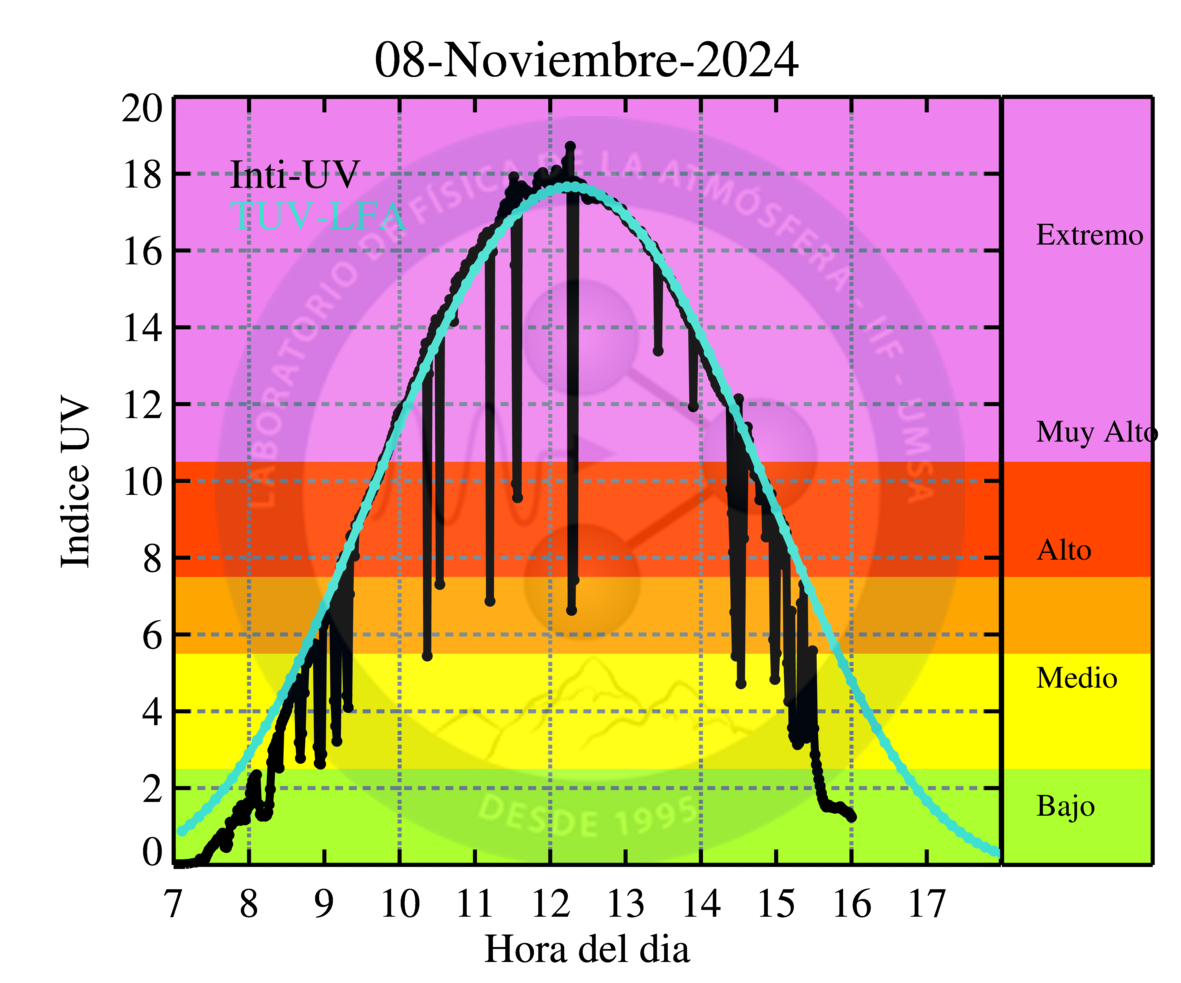 08-Noviembre-2024
20
18
16
14
12
10
8
6
4
2
0
Indice UV
Inti-UV
TUV-LFA
LABORATORIO DE FÍSICA DE LA ATMÓSFERA - IIF - UMSA
DESDE 1995
Extremo
Muy Alto
Alto
Medio
Bajo
7 8 9 10 11 12 13 14 15 16 17
Hora del dia